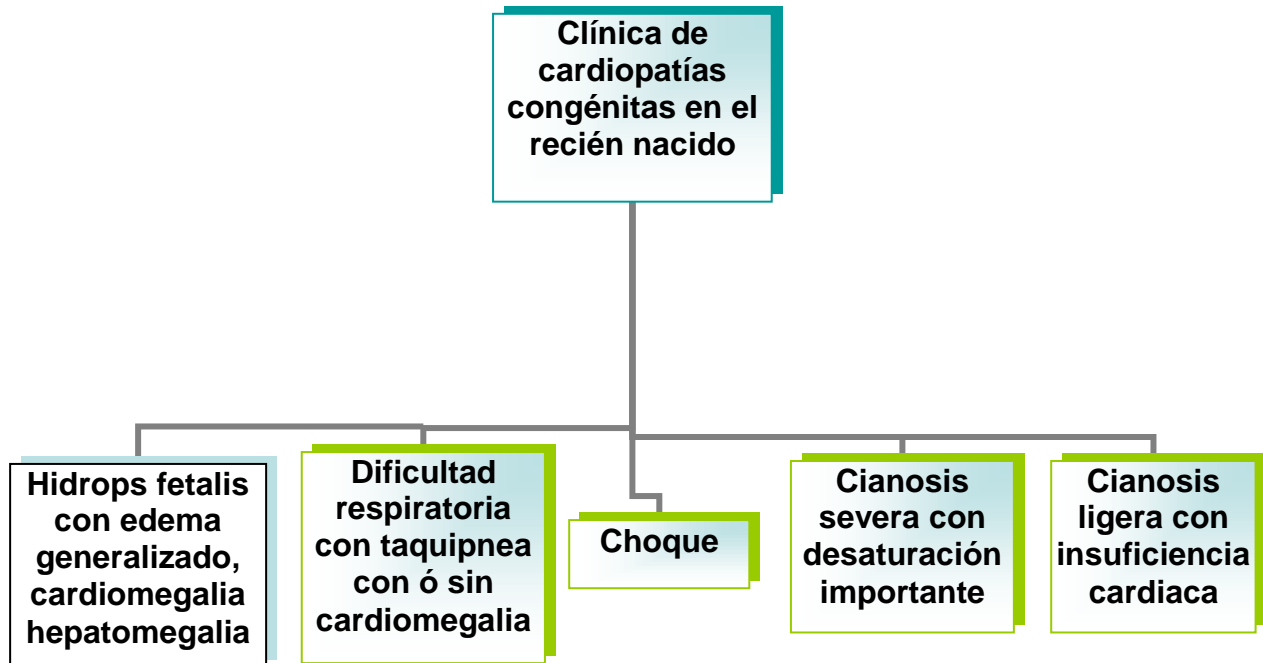 Clínica de
cardiopatías
congénitas en el
recién nacido
Hidrops fetalis
con edema
generalizado,
cardiomegalia
hepatomegalia
Dificultad
respiratoria
con taquipnea
con ó sin
cardiomegalia
Choque
Cianosis
severa con
desaturación
importante
Cianosis
ligera con
insuficiencia
cardiaca